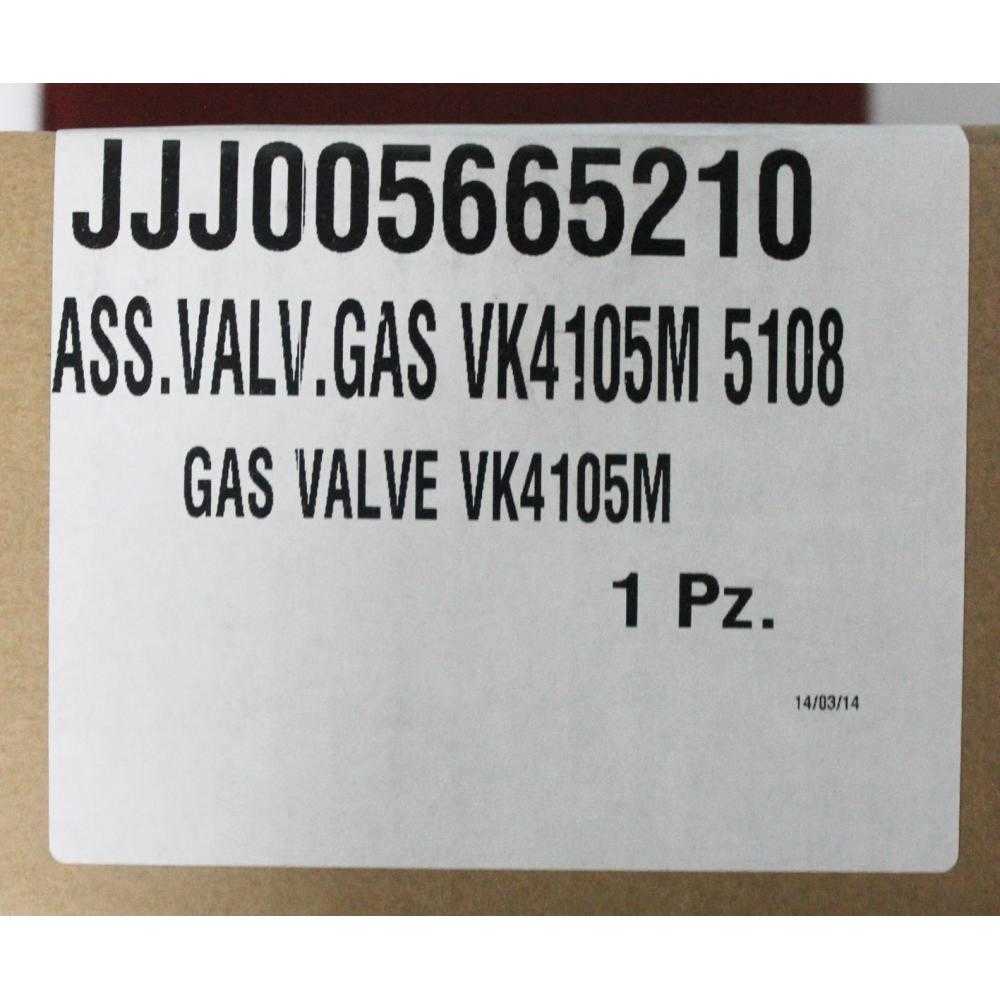 JJJ005665210
ASS.VALV.GAS VK4105M 5108
GAS VALVE VK4105M
1 Pz.
14/03/14